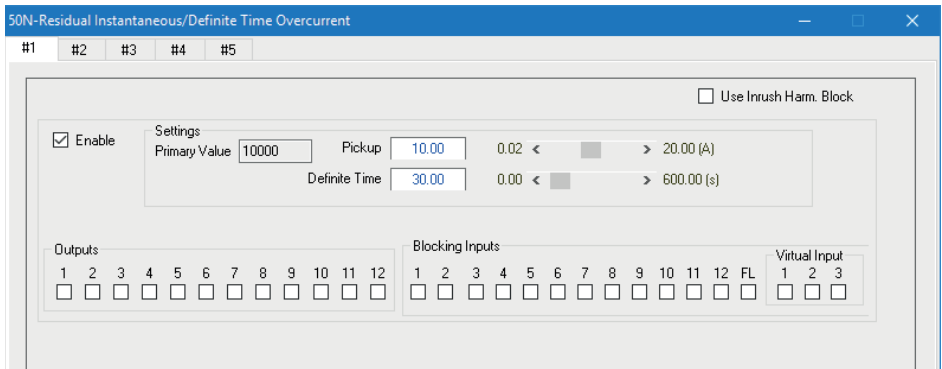 50N-Residual Instantaneous/Definite Time Overcurrent
#1 #2 #3 #4 #5
Use Inrush Harm. Block
Enable
Settings
Primary Value 10000 Pickup 10.00 0.02 < > 20.00 (A)
Definite Time 30.00 0.00 < > 600.00 (s)
Outputs
1 2 3 4 5 6 7 8 9 10 11 12
Blocking Inputs
1 2 3 4 5 6 7 8 9 10 11 12 FL
Virtual Input
1 2 3